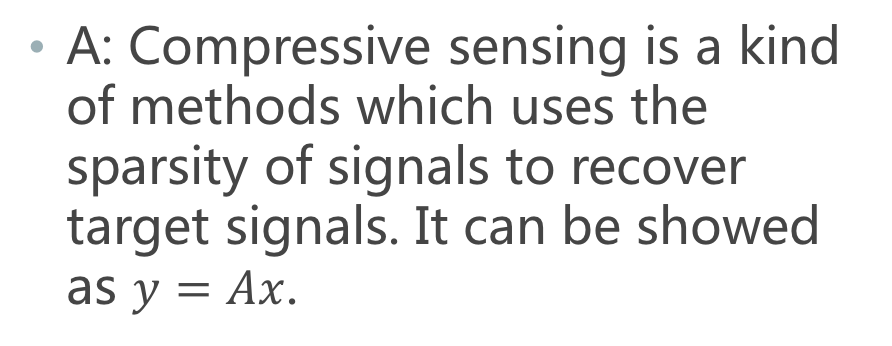 • A: Compressive sensing is a kind
of methods which uses the
sparsity of signals to recover
target signals. It can be showed
as y = Ax.